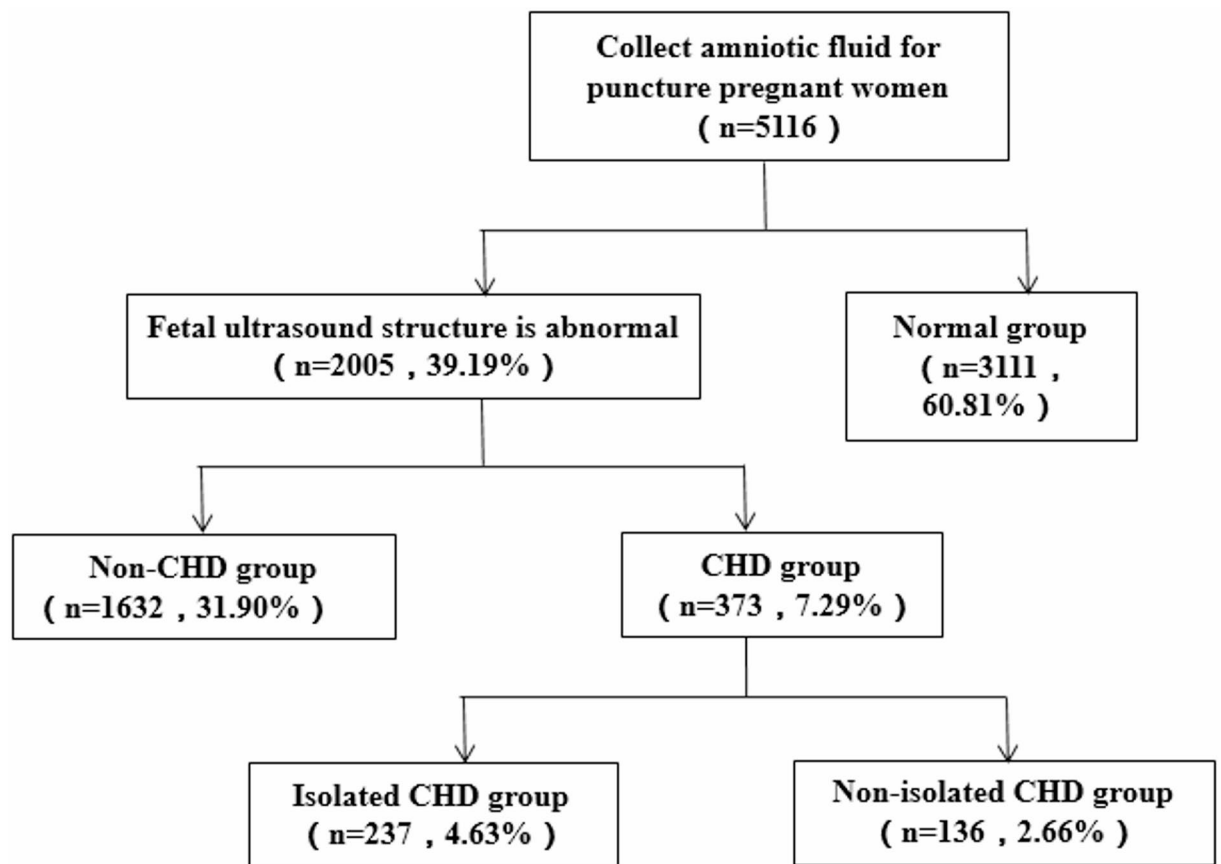 Collect amniotic fluid for
puncture pregnant women
( n=5116 )
Fetal ultrasound structure is abnormal
( n=2005 , 39.19% )
Normal group
( n=3111 ,
60.81% )
Non-CHD group
( n=1632 , 31.90% )
CHD group
( n=373 , 7.29% )
Isolated CHD group
( n=237 , 4.63% )
Non-isolated CHD group
( n=136 , 2.66% )